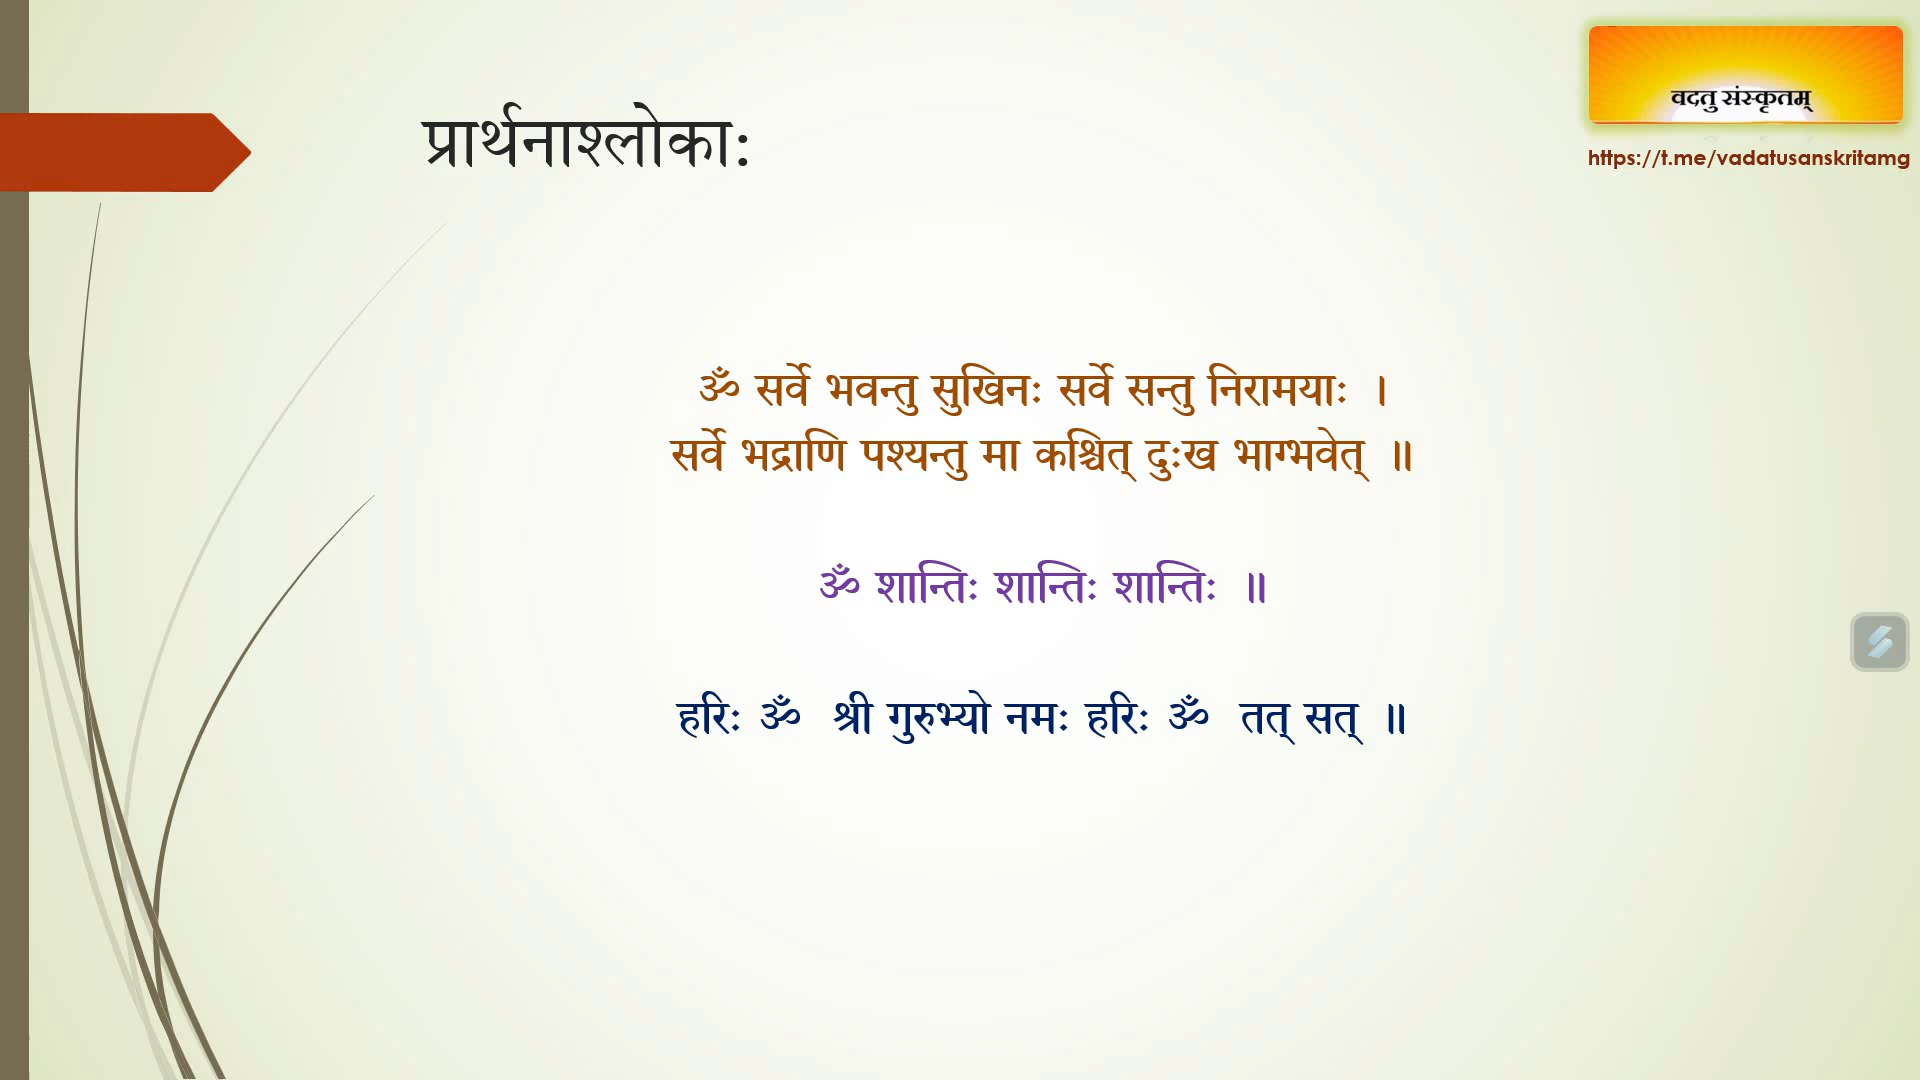 प्रार्थनाश्लोकाः
वदतु संस्कृतम्
https://t.me/vadatusanskritamg
ॐ सर्वे भवन्तु सुखिनः सर्वे सन्तु निरामयाः ।
सर्वे भद्राणि पश्यन्तु मा कश्चित् दुःख भाग्भवेत् ॥
ॐ शान्तिः शान्तिः शान्तिः ॥
हरिः ॐ श्री गुरुभ्यो नमः हरिः ॐ तत् सत् ॥